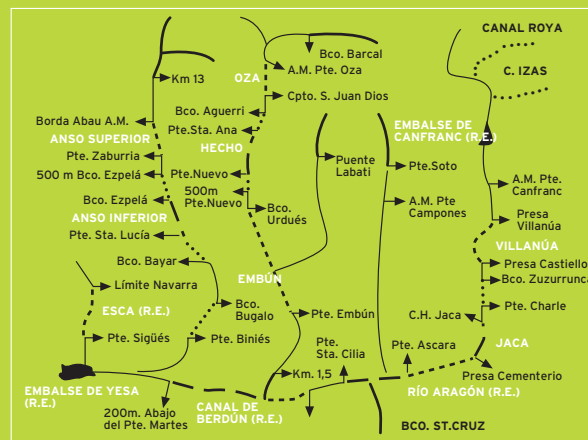 CANAL ROYA
C. IZAS
Bco. Barcal
A.M. Pte. Oza
OZA
Km 13
Cpto. S. Juan Dios
Bco. Aguerri
Pte.Sta. Ana
HECHO
Borda Abau A.M.
ANSO SUPERIOR
Pte. Zaburria
500 m Bco. Ezpelá
Bco. Ezpelá
ANSO INFERIOR
Pte. Sta. Lucía
Pte.Nuevo
500m
Pte.Nuevo
Bco.
Urdués
Puente
Labati
EMBALSE DE
CANFRANC (R.E.)
Pte.Soto
A.M. Pte
Campones
A.M. Pte.
Canfranc
Presa
Villanúa
VILLANÚA
Presa Castiello
Bco. Zuzurrunca
Pte. Charle
C.H. Jaca
JACA
Presa Cementerio
Bco. Bayar
Límite Navarra
ESCA (R.E.)
Pte. Sigüés
EMBÚN
Bco.
Bugalo
Pte. Biniés
Pte. Embún
Pte.
Sta. Cilia
Pte. Ascara
Km. 1,5
EMBALSE DE YESA
(R.E.)
200m. Abajo
del Pte. Martes
CANAL DE
BERDÚN (R.E.)
RÍO ARAGÓN (R.E.)
BCO. ST.CRUZ